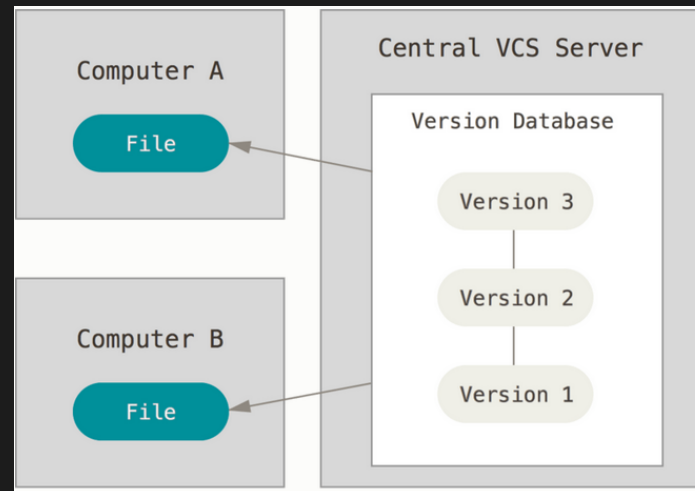 Computer A
File
Computer B
File
Central VCS Server
Version Database
Version 3
Version 2
Version 1